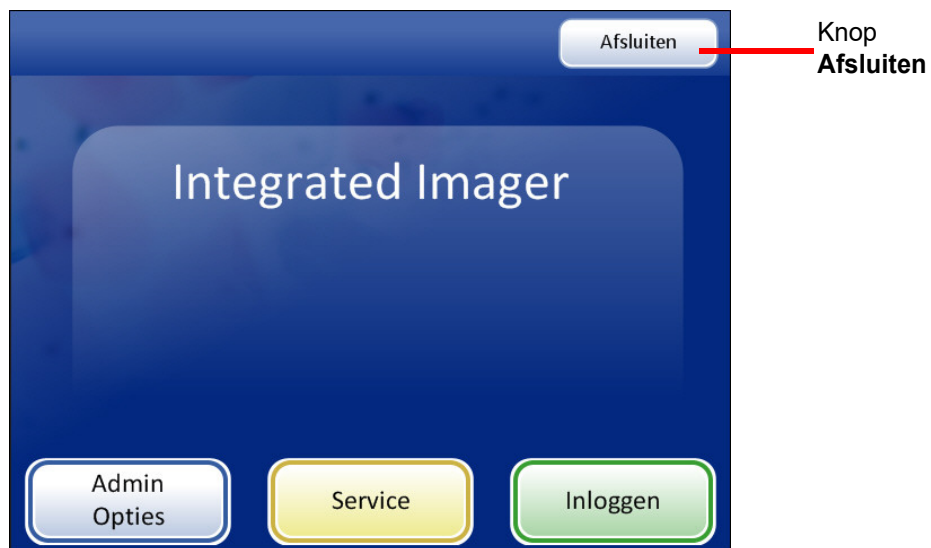 Afsluiten
Knop
Afsluiten
Integrated Imager
Admin
Opties
Service
Inloggen